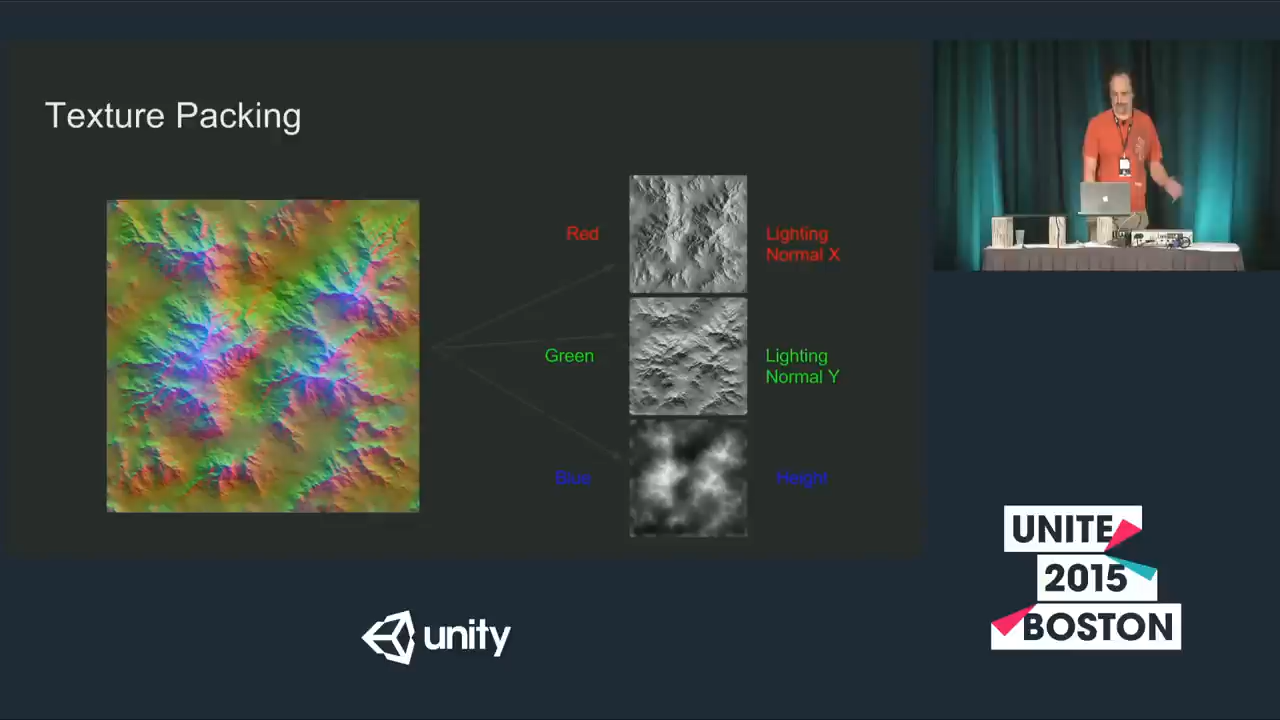 Texture Packing
Red
Lighting
Normal X
Green
Lighting
Normal Y
Blue
Height
UNITE
2015
BOSTON
unity